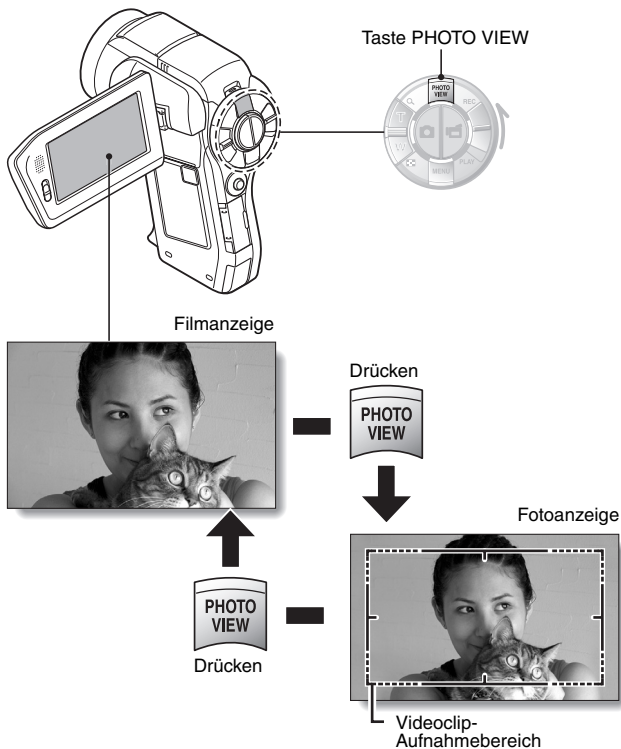 Taste PHOTO VIEW
PHOTO
VIEW
REC
T
W
PLAY
MENU
Filmanzeige
Drücken
PHOTO
VIEW
Fotoanzeige
PHOTO
VIEW
Drücken
Videoclip-
Aufnahmebereich